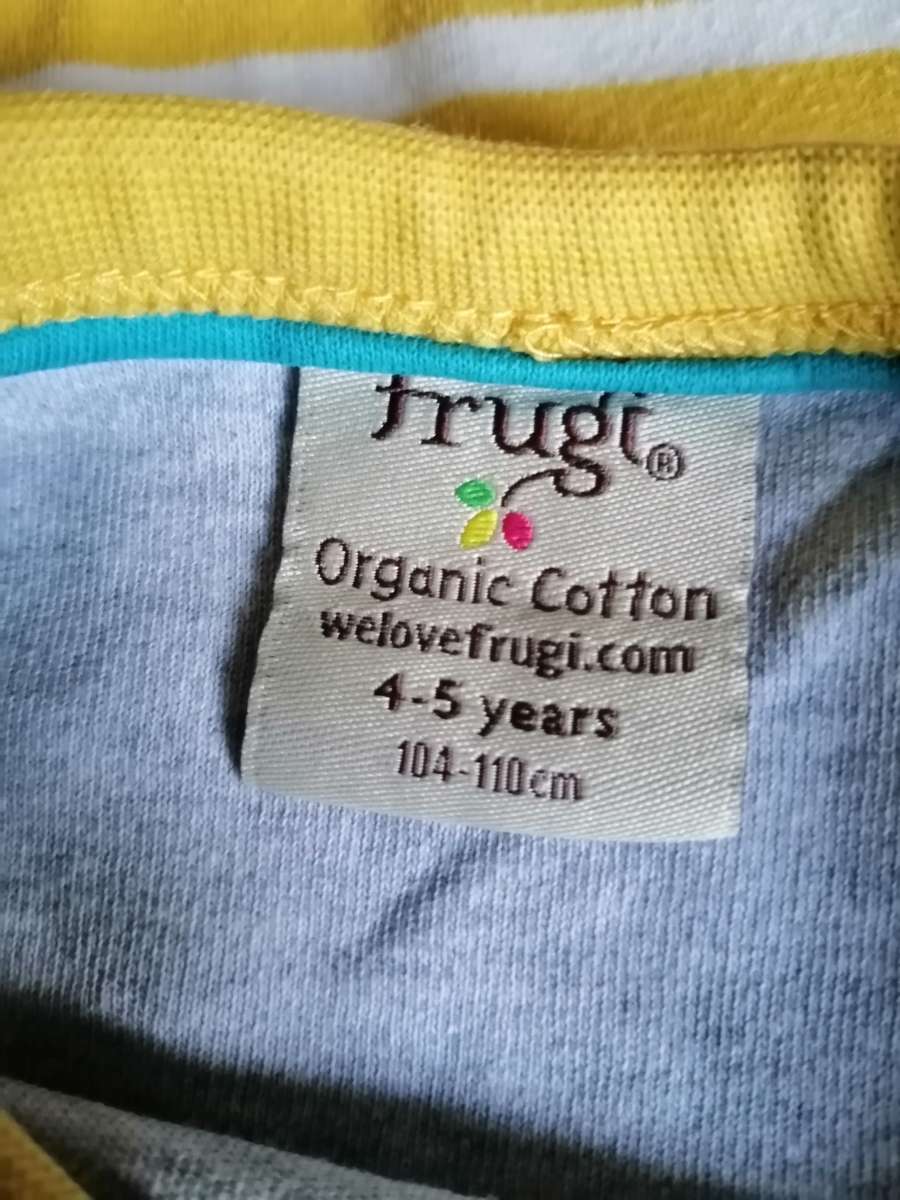 frugi®
Organic Cotton
welovefrugi.com
4-5 years
104-110cm